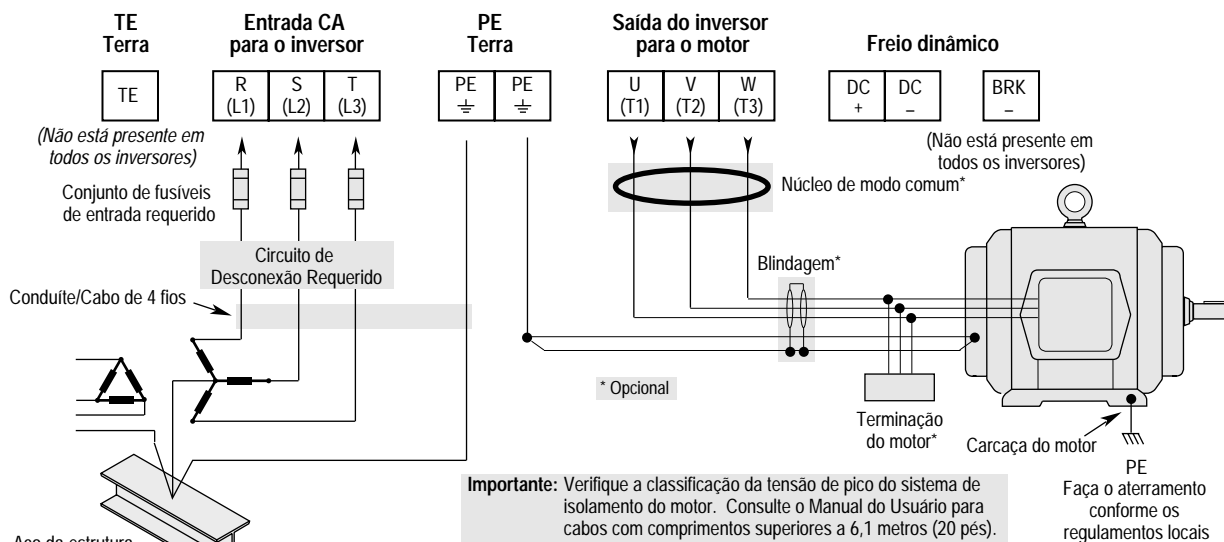 TE
Terra
Entrada CA
para o inversor
PE
Terra
Saída do inversor
para o motor
Freio dinâmico
TE
R
(L1)
S
(L2)
T
(L3)
PE
PE
U
(T1)
V
(T2)
W
(T3)
DC
+
DC
–
BRK
–
(Não está presente em
todos os inversores)
(Não está presente em
todos os inversores)
Conjunto de fusíveis
de entrada requerido
Núcleo de modo comum*
Circuito de
Desconexão Requerido
Blindagem*
Conduíte/Cabo de 4 fios
* Opcional
Terminação
do motor*
Carcaça do motor
PE
Faça o aterramento
conforme os
regulamentos locais
Importante: Verifique a classificação da tensão de pico do sistema de
isolamento do motor. Consulte o Manual do Usuário para
cabos com comprimentos superiores a 6,1 metros (20 pés).
Aço da estrutura